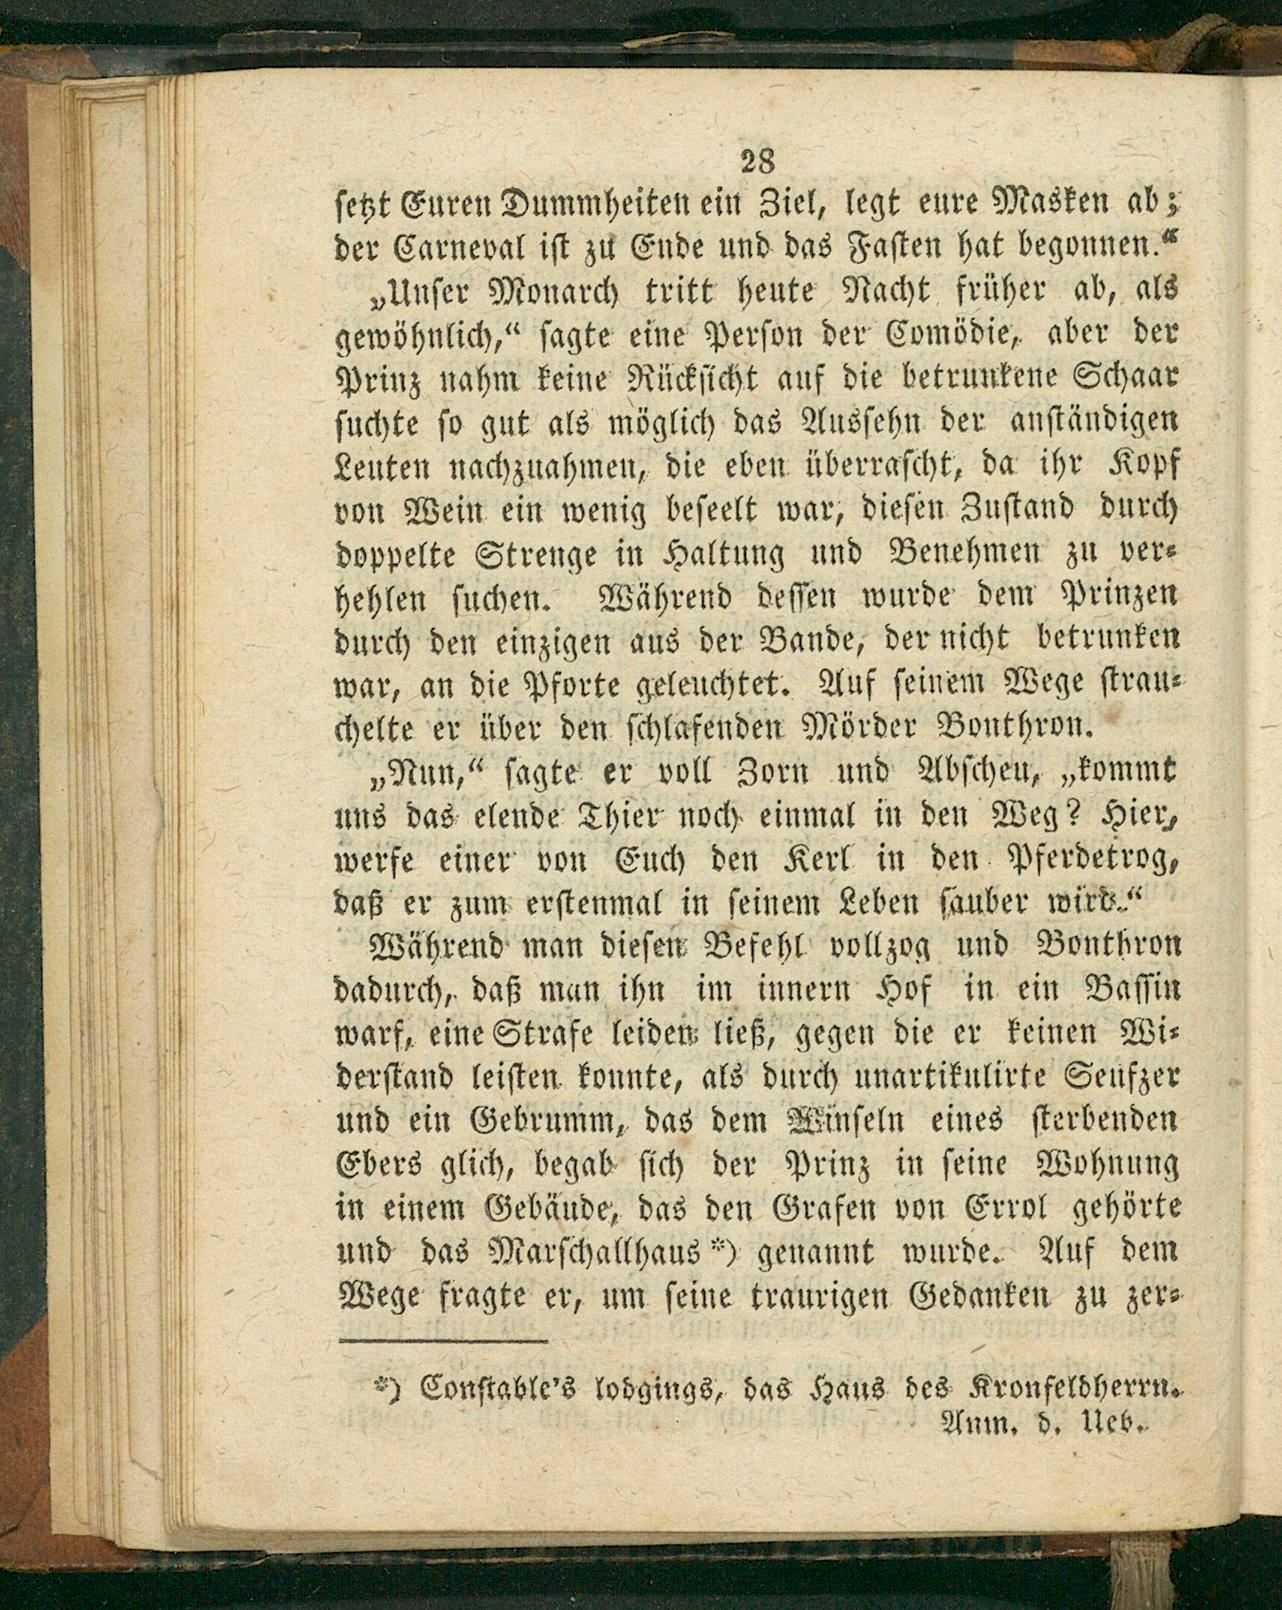 28
setzt Euren Dummheiten ein Ziel, legt eure Masken ab;
der Carneval ist zu Ende und das Fasten hat begonnen.“
„Unser Monarch tritt heute Nacht früher ab, als
gewöhnlich,“ sagte eine Person der Comödie, aber der
Prinz nahm keine Rücksicht auf die betrunkene Schaar
suchte so gut als möglich das Aussehn der anständigen
Leuten nachzuahmen, die eben überrascht, da ihr Kopf
von Wein ein wenig beseelt war, diesen Zustand durch
doppelte Strenge in Haltung und Benehmen zu ver-
hehlen suchen. Während dessen wurde dem Prinzen
durch den einzigen aus der Bande, der nicht betrunken
war, an die Pforte geleuchtet. Auf seinem Wege strau-
chelte er über den schlafenden Mörder Bonthron.
„Nun,“ sagte er voll Zorn und Abscheu, „kommt
uns das elende Thier noch einmal in den Weg? Hier,
werfe einer von Euch den Kerl in den Pferdetrog,
daß er zum erstenmal in seinem Leben sauber wird.“
Während man diesen Befehl vollzog und Bonthron
dadurch, daß man ihn im innern Hof in ein Bassin
warf, eine Strafe leiden ließ, gegen die er keinen Wi-
derstand leisten konnte, als durch unartikulirte Seufzer
und ein Gebrumm, das dem Winseln eines sterbenden
Ebers glich, begab sich der Prinz in seine Wohnung
in einem Gebäude, das den Grafen von Errol gehörte
und das Marschallhaus *) genannt wurde. Auf dem
Wege fragte er, um seine traurigen Gedanken zu zer-
*) Constable's lodgings, das Haus des Kronfeldherrn.
Anm. d. Ueb.